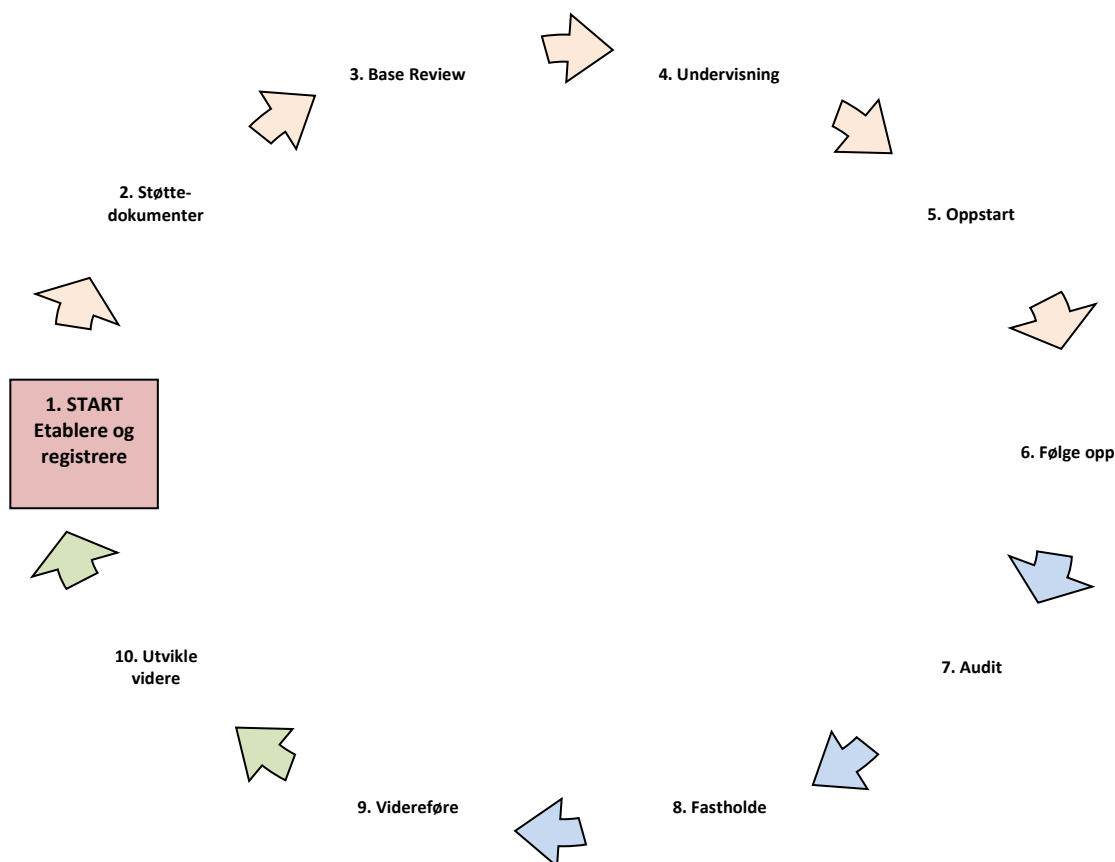 1. START
Etablere og
registrere
2. Støtte-
dokumenter
3. Base Review
4. Undervisning
5. Oppstart
6. Følge opp
7. Audit
8. Fastholde
9. Videreføre
10. Utvikle
videre